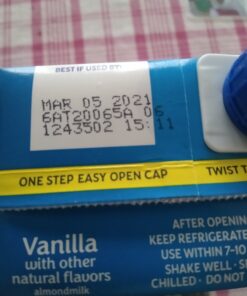 BEST IF USED BY:
MAR 05 2021
6AT20065A 06
1243502 15:11
ONE STEP EASY OPEN CAP
TWIST
Vanilla
with other
natural flavors
almondmilk
AFTER OPENIN
KEEP REFRIGERATE
USE WITHIN 7-10
SHAKE WELL · S
CHILLED · DO NOT